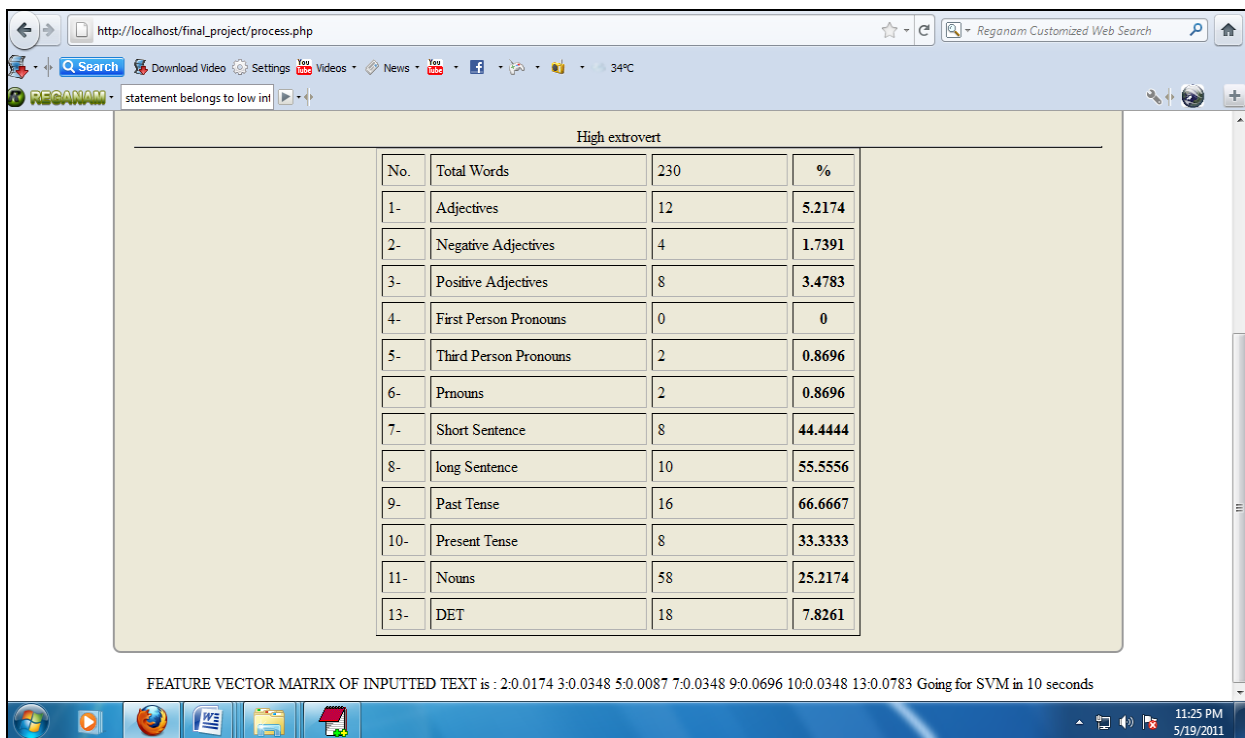 http://localhost/final_project/process.php Reganam Customized Web Search
Search Download Video Settings You Tube Videos News You Tube f 34°C
REGANAM statement belongs to low int
High extrovert
No. Total Words 230 %
1- Adjectives 12 5.2174
2- Negative Adjectives 4 1.7391
3- Positive Adjectives 8 3.4783
4- First Person Pronouns 0 0
5- Third Person Pronouns 2 0.8696
6- Prnouns 2 0.8696
7- Short Sentence 8 44.4444
8- long Sentence 10 55.5556
9- Past Tense 16 66.6667
10- Present Tense 8 33.3333
11- Nouns 58 25.2174
13- DET 18 7.8261
FEATURE VECTOR MATRIX OF INPUTTED TEXT is : 2:0.0174 3:0.0348 5:0.0087 7:0.0348 9:0.0696 10:0.0348 13:0.0783 Going for SVM in 10 seconds
11:25 PM
5/19/2011